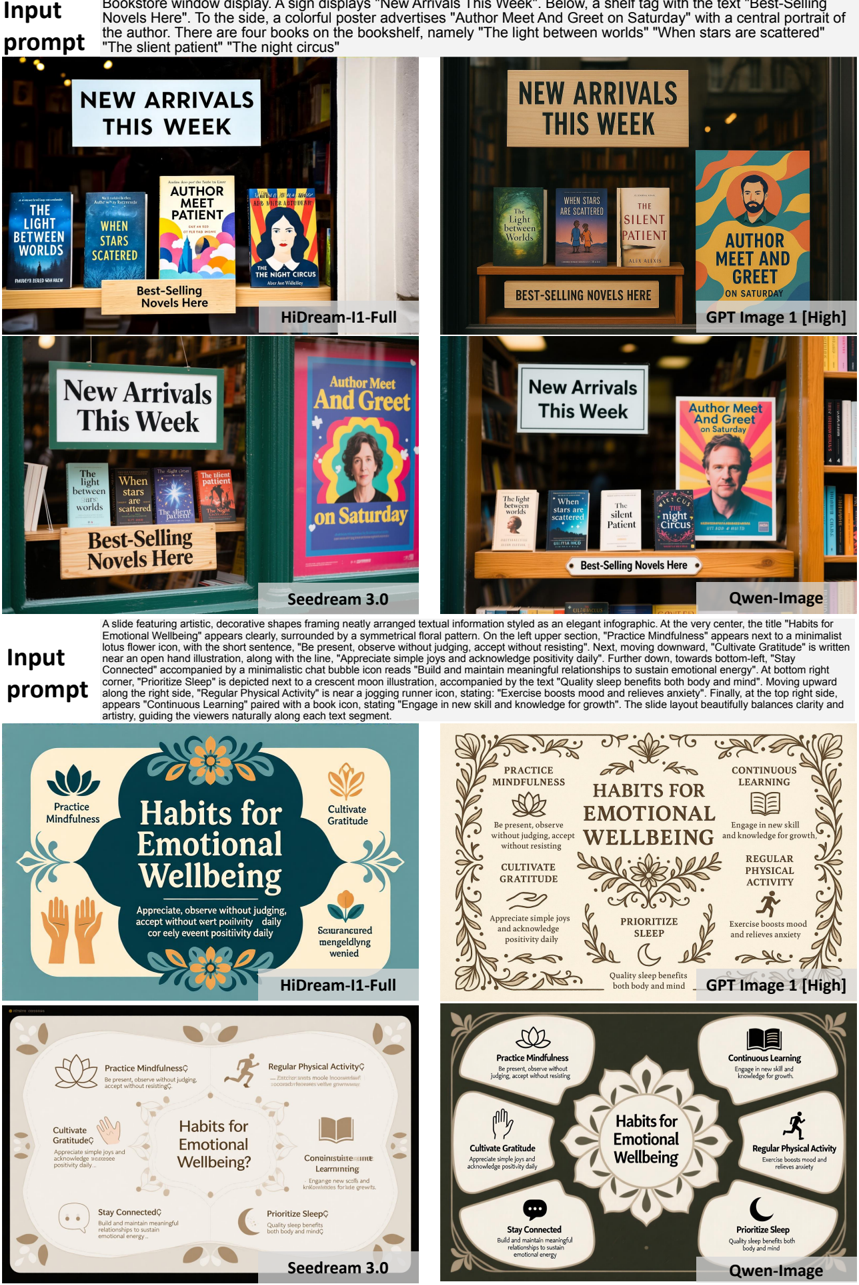 Input
prompt
Bookstore window display. A sign displays "New Arrivals This Week". Below, a shelf tag with the text "Best-Selling
Novels Here". To the side, a colorful poster advertises "Author Meet And Greet on Saturday" with a central portrait of
the author. There are four books on the bookshelf, namely "The light between worlds" "When stars are scattered"
"The slient patient" "The night circus"
NEW ARRIVALS
THIS WEEK
THE
LIGHT
BETWEEN
WORLDS
WHEN
STARS
SCATERED
AUTHOR
MEET
PATIENT
THE
THE NIGHT CIRCUS
Best-Selling
Novels Here
HiDream-I1-Full
NEW ARRIVALS
THIS WEEK
The
Light
between
Worlds
WHEN STARS
ARE SCATTERED
THE
SILENT
PATIENT
BEST-SELLING NOVELS HERE
AUTHOR
MEET AND
GREET
ON SATURDAY
GPT Image 1 [High]
New Arrivals
This Week
The
light
between
worlds
When
stars
are
scattered
The silent
patient
Best-Selling
Novels Here
Author Meet
And Greet
on Saturday
Seedream 3.0
New Arrivals
This Week
The light
between
worlds
When stars
are
scattered
The
silent
Patient
night
Circus
Author Meet
And Greet
on Saturday
Best-Selling Novels Here
Qwen-Image
Input
prompt
A slide featuring artistic, decorative shapes framing neatly arranged textual information styled as an elegant infographic. At the very center, the title "Habits for
Emotional Wellbeing" appears clearly, surrounded by a symmetrical floral pattern. On the left upper section, "Practice Mindfulness" appears next to a minimalist
lotus flower icon, with the short sentence, "Be present, observe without judging, accept without resisting". Next, moving downward, "Cultivate Gratitude" is written
near an open hand illustration, along with the line, "Appreciate simple joys and acknowledge positivity daily". Further down, towards bottom-left, "Stay
Connected" accompanied by a minimalistic chat bubble icon reads "Build and maintain meaningful relationships to sustain emotional energy". At bottom right
corner, "Prioritize Sleep" is depicted next to a crescent moon illustration, accompanied by the text "Quality sleep benefits both body and mind". Moving upward
along the right side, "Regular Physical Activity" is near a jogging runner icon, stating: "Exercise boosts mood and relieves anxiety". Finally, at the top right side,
appears "Continuous Learning" paired with a book icon, stating "Engage in new skill and knowledge for growth". The slide layout beautifully balances clarity and
artistry, guiding the viewers naturally along each text segment.
Practice
Mindfulness
Habits for
Emotional
Wellbeing
Cultivate
Gratitude
Appreciate, observe without judging,
accept without wert poiivity daily
cor eely eveent positiivity daily
Saurancured
mengeldlyng
wenied
HiDream-I1-Full
PRACTICE
MINDFULNESS
Be present, observe
without judging, accept
without resisting
CULTIVATE
GRATITUDE
Appreciate simple joys
and acknowledge
positivity daily
HABITS FOR
EMOTIONAL
WELLBEING
PRIORITIZE
SLEEP
Quality sleep benefits
both body and mind
CONTINUOUS
LEARNING
Engage in new skill
and knowledge for growth,
REGULAR
PHYSICAL
ACTIVITY
Exercise boosts mood
and relieves anxiety
GPT Image 1 [High]
Practice Mindfulness
Be present, observe without judging,
accept without resisting
Regular Physical Activity
Cultivate
Gratitude
Appreciate simple joys and
acknowledge
positivity daily
Habits for
Emotional
Wellbeing?
Learnnting
Stay Connected
Build and maintain meaningful
relationships to sustain
emotional energy
Prioritize Sleep
Quality sleep benefits
both body and mind
Seedream 3.0
Practice Mindfulness
Be present, observe without
judging, accept without resisting
Continuous Learning
Engage in new skill and
knowledge for growth.
Cultivate Gratitude
Appreciate simple joys and
acknowledge positivity daily
Habits for
Emotional
Wellbeing
Regular Physical Activity
Exercise boosts mood and
relieves anxiety
Stay Connected
Build and maintain meaningful
relationships to sustain
emotional energy
Prioritize Sleep
Quality sleep benefits both
body and mind
Qwen-Image